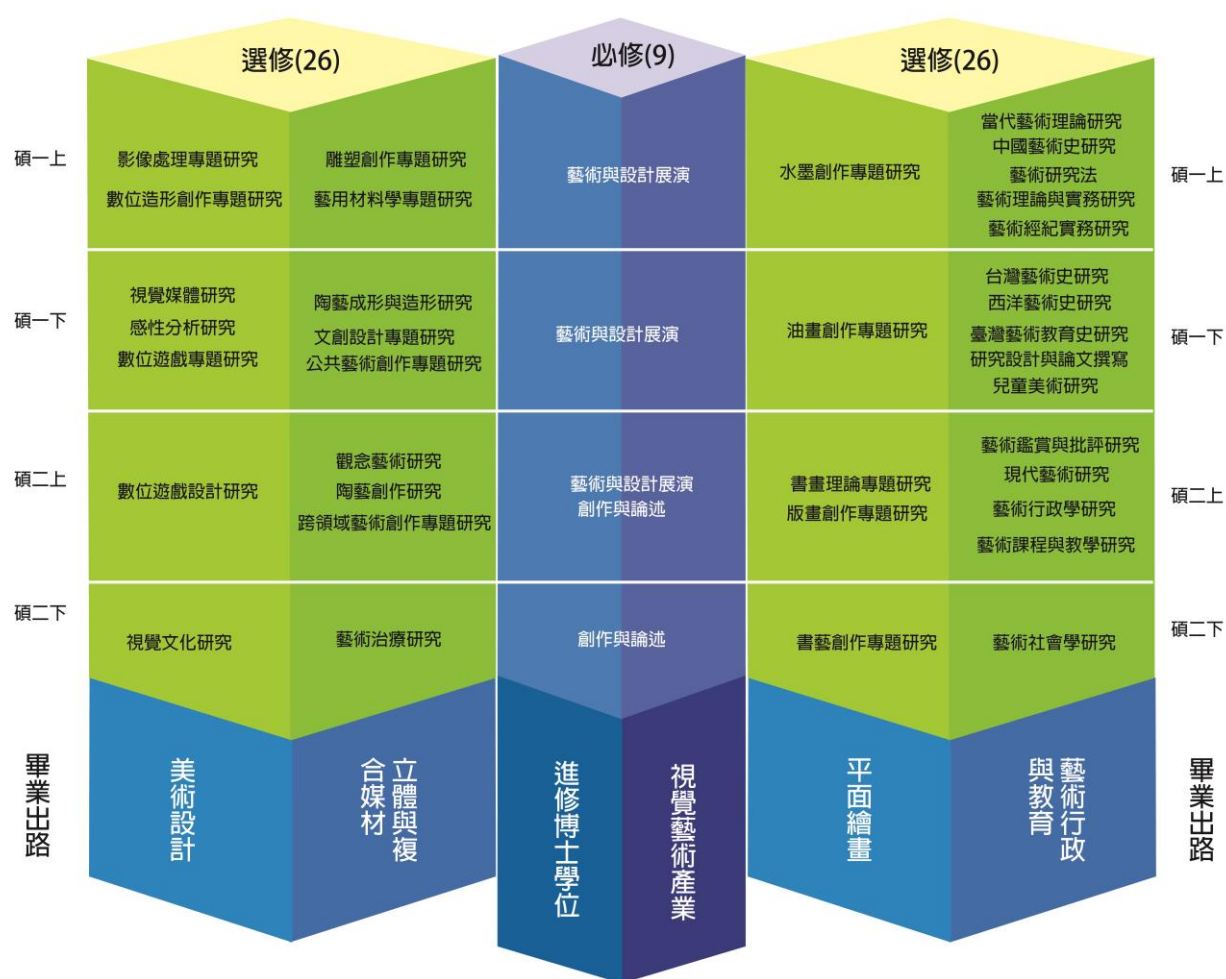 選修(26)
必修(9)
選修(26)
碩一上
影像處理專題研究
數位造形創作專題研究
雕塑創作專題研究
藝用材料學專題研究
藝術與設計展演
水墨創作專題研究
當代藝術理論研究
中國藝術史研究
藝術研究法
藝術理論與實務研究
藝術經紀實務研究
碩一上
碩一下
視覺媒體研究
感性分析研究
數位遊戲專題研究
陶藝成形與造形研究
文創設計專題研究
公共藝術創作專題研究
藝術與設計展演
油畫創作專題研究
台灣藝術史研究
西洋藝術史研究
臺灣藝術教育史研究
研究設計與論文撰寫
兒童美術研究
碩一下
碩二上
數位遊戲設計研究
觀念藝術研究
陶藝創作研究
跨領域藝術創作專題研究
藝術與設計展演
創作與論述
書畫理論專題研究
版畫創作專題研究
藝術鑑賞與批評研究
現代藝術研究
藝術行政學研究
藝術課程與教學研究
碩二上
碩二下
視覺文化研究
藝術治療研究
創作與論述
書藝創作專題研究
藝術社會學研究
碩二下
畢業出路
美術設計
立體與複
合媒材
進修博士學位
視覺藝術產業
平面繪畫
藝術行政
與教育
畢業出路